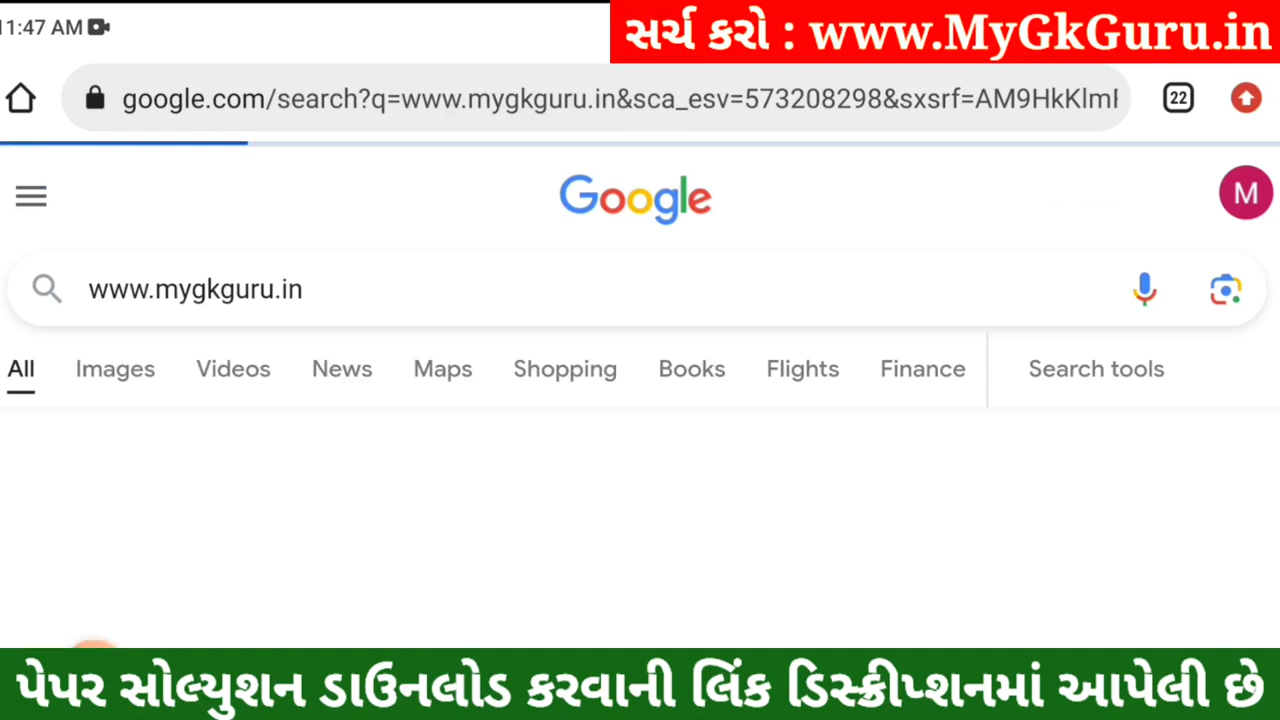 11:47 AM
સર્ચ કરો : www.MyGkGuru.in
google.com/search?q=www.mygkguru.in&sca_esv=573208298&sxsrf=AM9HkKlm
22
Google
M
www.mygkguru.in
All Images Videos News Maps Shopping Books Flights Finance Search tools
પેપર સોલ્યુશન ડાઉનલોડ કરવાની લિંક ડિસ્ક્રીપ્શનમાં આપેલી છે